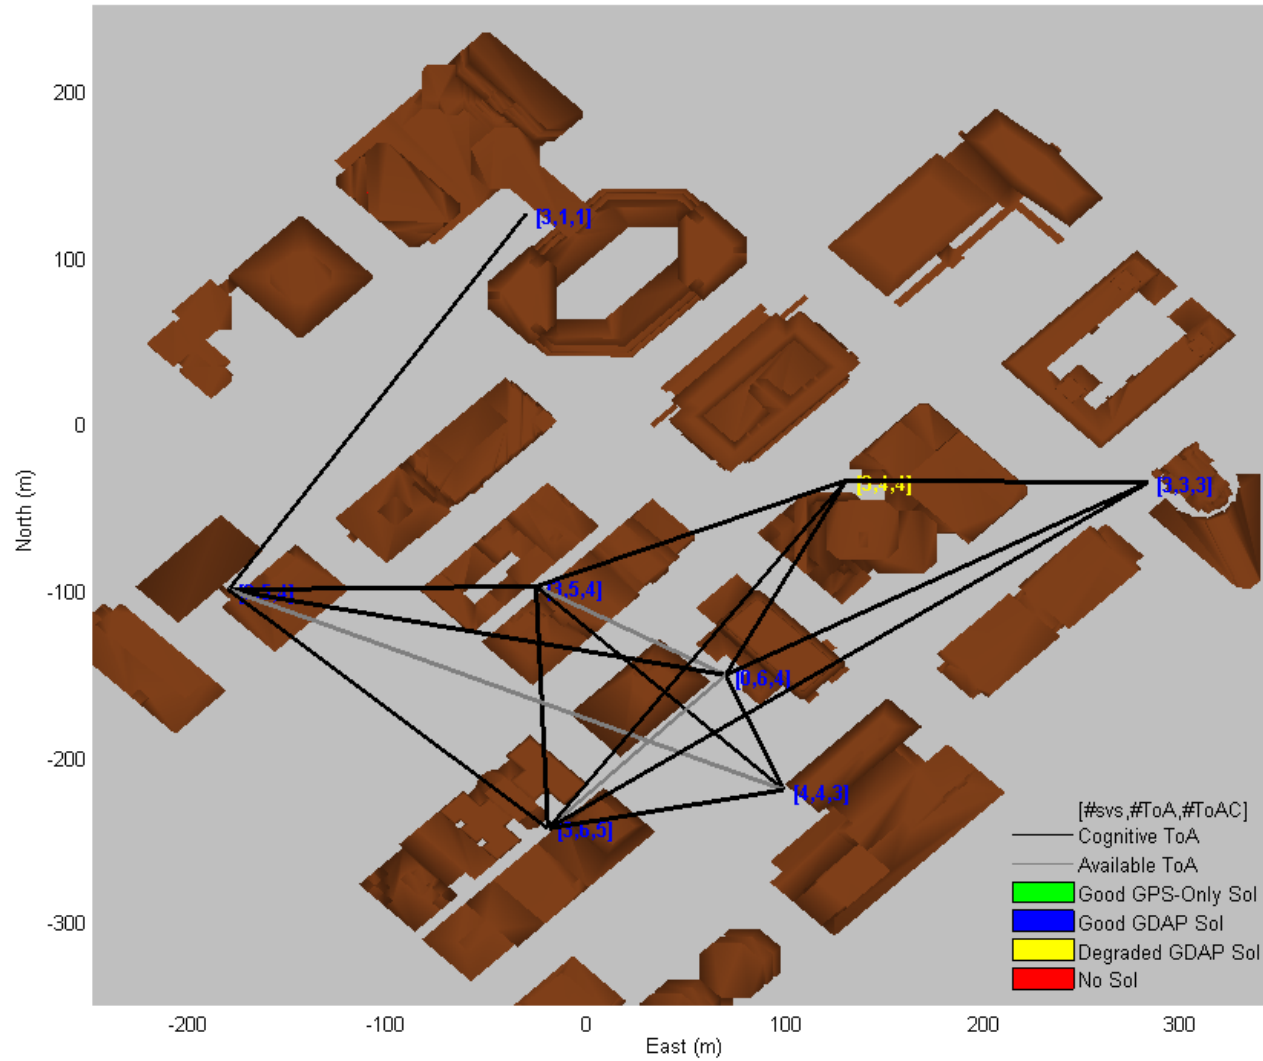 200
100
0
-100
-200
-300
North (m)
[3,1,1]
[3,3,3]
[3,5,4]
[0,6,4]
[4,4,3]
[#svs,#ToA,#ToAC]
Cognitive ToA
Available ToA
Good GPS-Only Sol
Good GDAP Sol
Degraded GDAP Sol
No Sol
-200
-100
0
100
200
300
East (m)